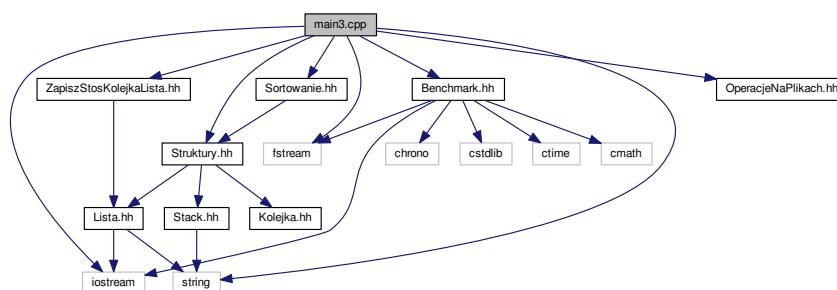 main3.cpp
ZapiszStosKolejkaLista.hh
Sortowanie.hh
Benchmark.hh
OperacjeNaPlikach.hh
Struktury.hh
fstream
chrono
cstdlib
ctime
cmath
Lista.hh
Stack.hh
Kolejka.hh
iostream
string